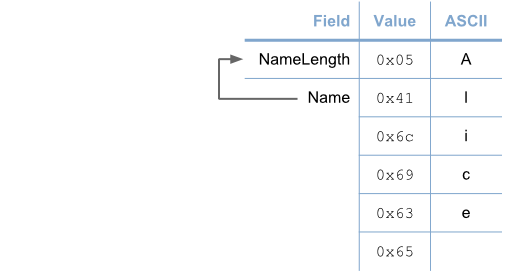 Field Value ASCII
NameLength 0x05 A
Name 0x41 l
0x6c i
0x69 c
0x63 e
0x65